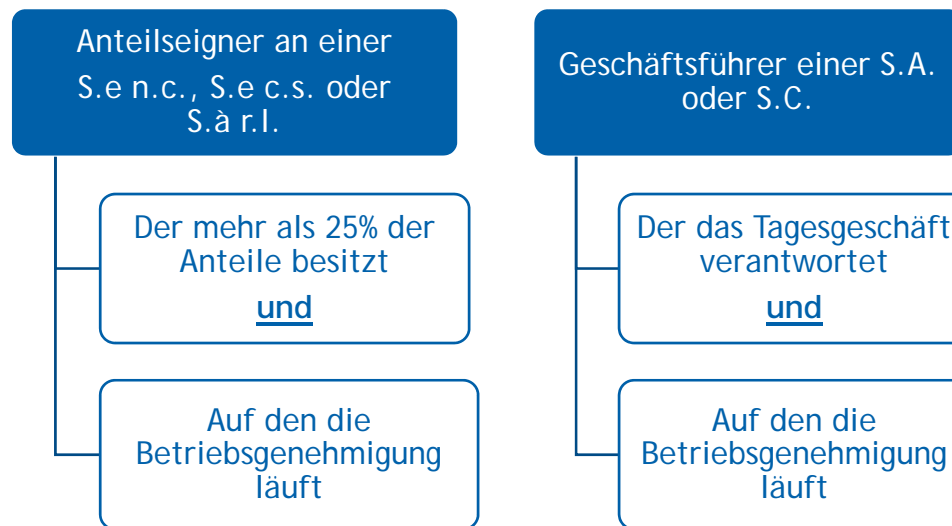 Anteilseigner an einer
S.e n.c., S.e c.s. oder
S.à r.l.
Der mehr als 25% der
Anteile besitzt
und
Auf den die
Betriebsgenehmigung
läuft
Geschäftsführer einer S.A.
oder S.C.
Der das Tagesgeschäft
verantwortet
und
Auf den die
Betriebsgenehmigung
läuft